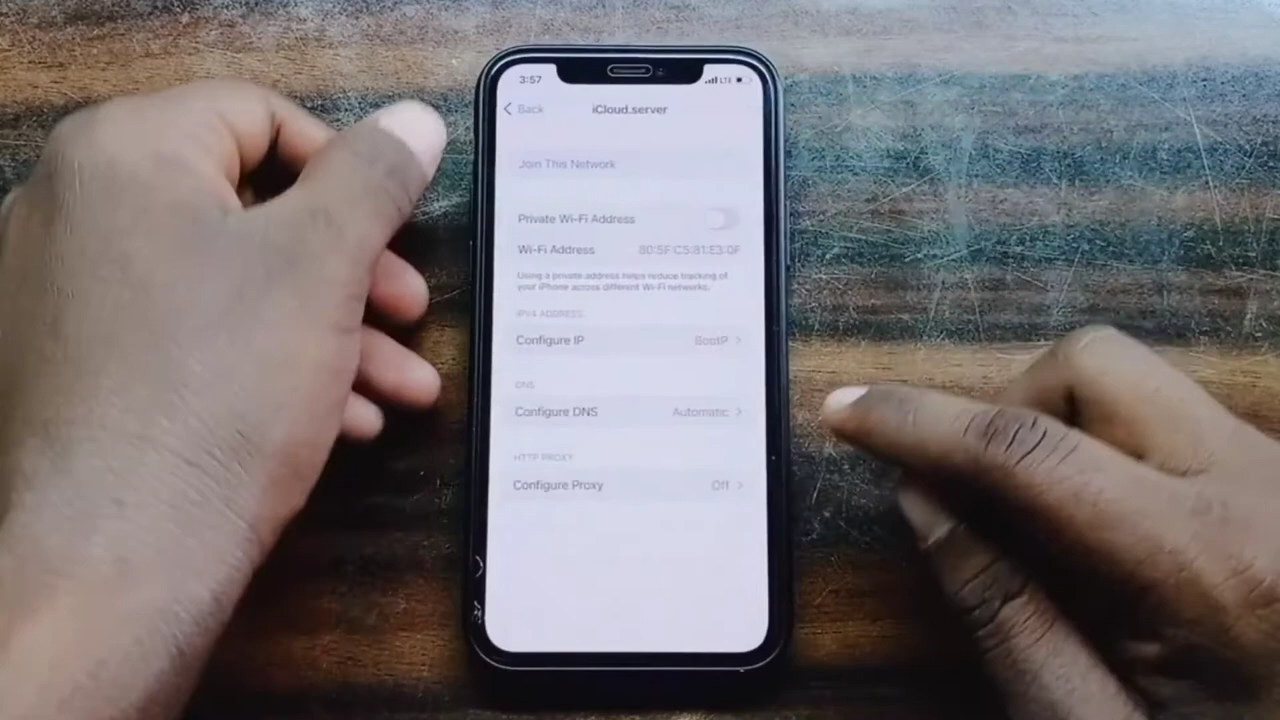 3:57
LTE
Back
iCloud.server
Join This Network
Private Wi-Fi Address
Wi-Fi Address 80:5F:C5:81:E3:0F
Using a private address helps reduce tracking of
your iPhone across different Wi-Fi networks.
IPV4 ADDRESS
Configure IP BootP
DNS
Configure DNS Automatic
HTTP PROXY
Configure Proxy Off